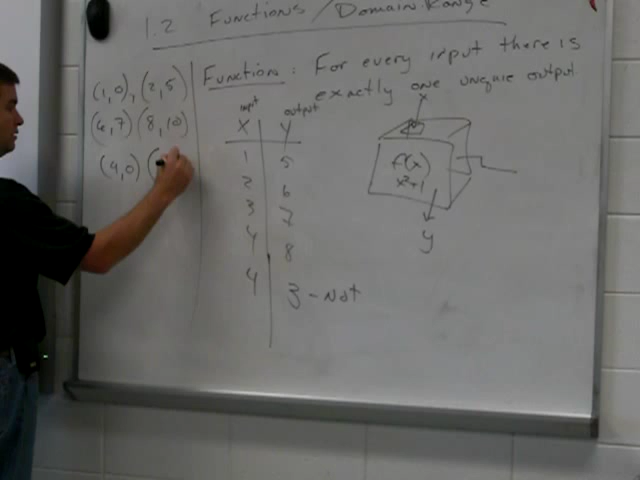 1.2 Functions/Domain Range
(1,0), (2,5)
(6,7) (8,10)
(4,0) (
Function: For every input there is
exactly one unique output
input output
X Y
1 5
2 6
3 7
4 8
4 3 - Not
x
f(x)
x²+1
y